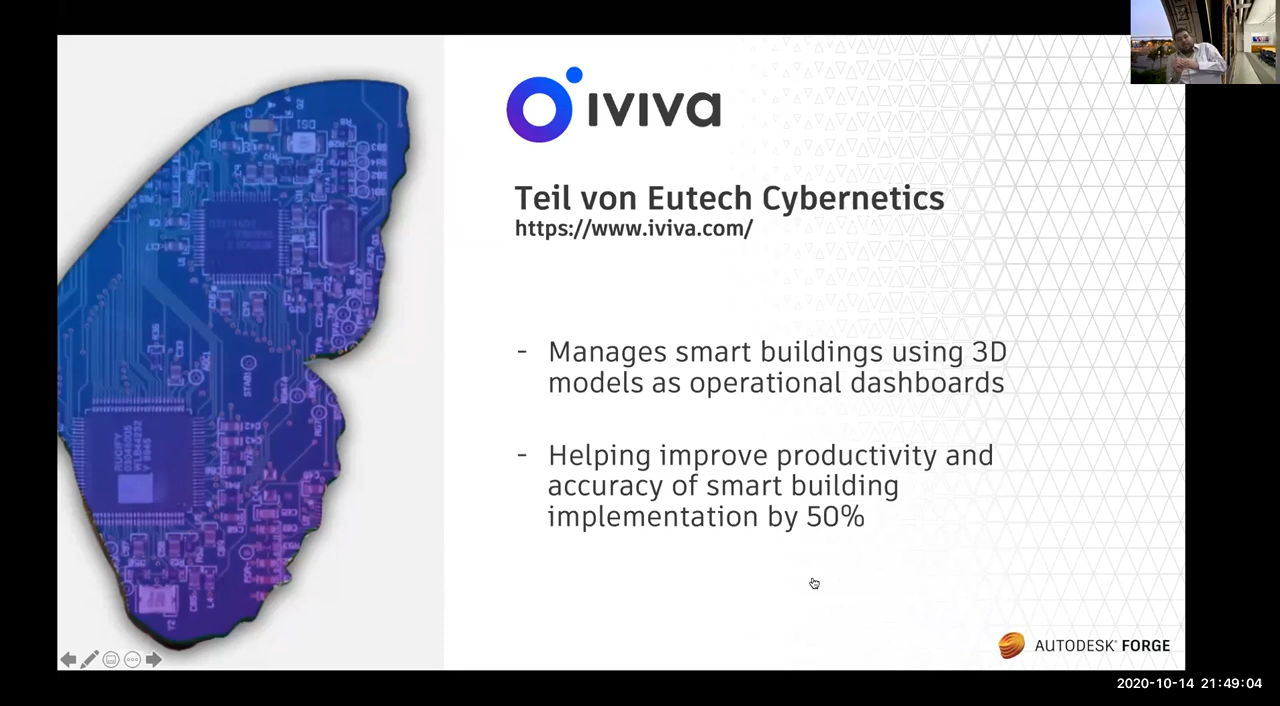 iviva
Teil von Eutech Cybernetics
https://www.iviva.com/
- Manages smart buildings using 3D
models as operational dashboards
- Helping improve productivity and
accuracy of smart building
implementation by 50%
AUTODESK® FORGE
2020-10-14 21:49:04